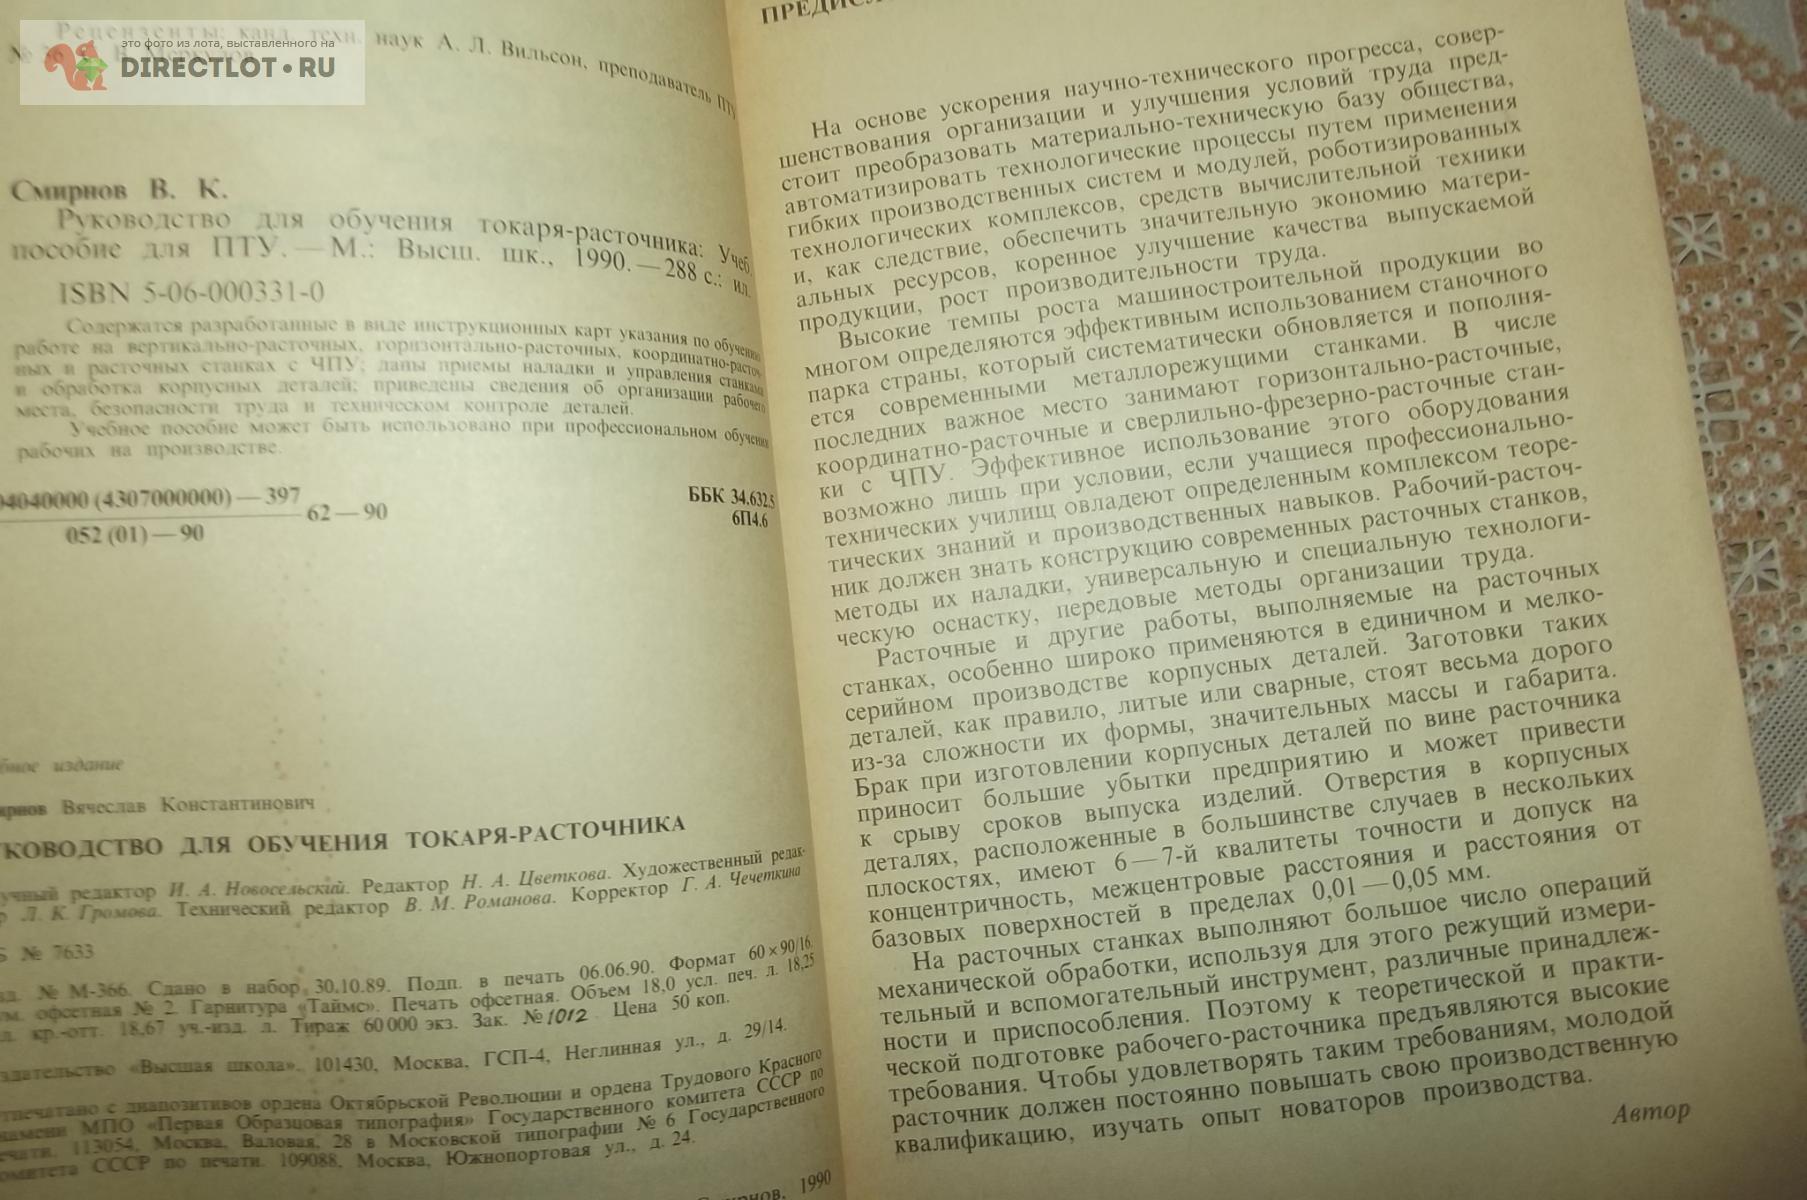 это фото из лота, выставленного на
DIRECTLOT.RU
Рецензенты: канд. техн. наук А. Л. Вильсон, преподаватель ПТУ
№
Смирнов В. К.
Руководство для обучения токаря-расточника: Учеб.
пособие для ПТУ. — М.: Высш. шк., 1990. — 288 с.: ил.
ISBN 5-06-000331-0
Содержатся разработанные в виде инструкционных карт указания по обучению
работе на вертикально-расточных, горизонтально-расточных, координатно-расточ-
ных и расточных станках с ЧПУ; даны приемы наладки и управления станками
и обработка корпусных деталей; приведены сведения об организации рабочего
места, безопасности труда и техническом контроле деталей.
Учебное пособие может быть использовано при профессиональном обучении
рабочих на производстве.
04040000 (4307000000) — 397
052 (01) — 90
62 — 90
ББК 34.632.5
6П4.6
издание
Вячеслав Константинович
РУКОВОДСТВО ДЛЯ ОБУЧЕНИЯ ТОКАРЯ-РАСТОЧНИКА
редактор И. А. Новосельский. Редактор Н. А. Цветкова. Художественный редак-
Л. К. Громова. Технический редактор В. М. Романова. Корректор Г. А. Чечеткина
№ 7633
№ М-366. Сдано в набор 30.10.89. Подп. в печать 06.06.90. Формат 60×90/16.
офсетная № 2. Гарнитура «Таймс». Печать офсетная. Объем 18,0 усл. печ. л. 18,25
кр.-отт. 18,67 уч.-изд. л. Тираж 60 000 экз. Зак. №1012 Цена 50 коп.
Издательство «Высшая школа», 101430, Москва, ГСП-4, Неглинная ул., д. 29/14.
Отпечатано с диапозитивов ордена Октябрьской Революции и ордена Трудового Красного
Знамени МПО «Первая Образцовая типография» Государственного комитета СССР по
печати. 113054, Москва, Валовая, 28 в Московской типографии № 6 Государственного
комитета СССР по печати. 109088, Москва, Южнопортовая ул., д. 24.
Смирнов, 1990
На основе ускорения научно-технического прогресса, совер-
шенствования организации и улучшения условий труда пред-
стоит преобразовать материально-техническую базу общества,
автоматизировать технологические процессы путем применения
гибких производственных систем и модулей, роботизированных
технологических комплексов, средств вычислительной техники
и, как следствие, обеспечить значительную экономию матери-
альных ресурсов, коренное улучшение качества выпускаемой
продукции, рост производительности труда.
Высокие темпы роста машиностроительной продукции во
многом определяются эффективным использованием станочного
парка страны, который систематически обновляется и пополня-
ется современными металлорежущими станками. В числе
последних важное место занимают горизонтально-расточные,
координатно-расточные и сверлильно-фрезерно-расточные стан-
ки с ЧПУ. Эффективное использование этого оборудования
возможно лишь при условии, если учащиеся профессионально-
технических училищ овладеют определенным комплексом теоре-
тических знаний и производственных навыков. Рабочий-расточ-
ник должен знать конструкцию современных расточных станков,
методы их наладки, универсальную и специальную технологи-
ческую оснастку, передовые методы организации труда.
Расточные и другие работы, выполняемые на расточных
станках, особенно широко применяются в единичном и мелко-
серийном производстве корпусных деталей. Заготовки таких
деталей, как правило, литые или сварные, стоят весьма дорого
из-за сложности их формы, значительных массы и габарита.
Брак при изготовлении корпусных деталей по вине расточника
приносит большие убытки предприятию и может привести
к срыву сроков выпуска изделий. Отверстия в корпусных
деталях, расположенные в большинстве случаев в нескольких
плоскостях, имеют 6—7-й квалитеты точности и допуск на
концентричность, межцентровые расстояния и расстояния от
базовых поверхностей в пределах 0,01—0,05 мм.
На расточных станках выполняют большое число операций
механической обработки, используя для этого режущий измери-
тельный и вспомогательный инструмент, различные принадлеж-
ности и приспособления. Поэтому к теоретической и практи-
ческой подготовке рабочего-расточника предъявляются высокие
требования. Чтобы удовлетворять таким требованиям, молодой
расточник должен постоянно повышать свою производственную
квалификацию, изучать опыт новаторов производства.
Автор